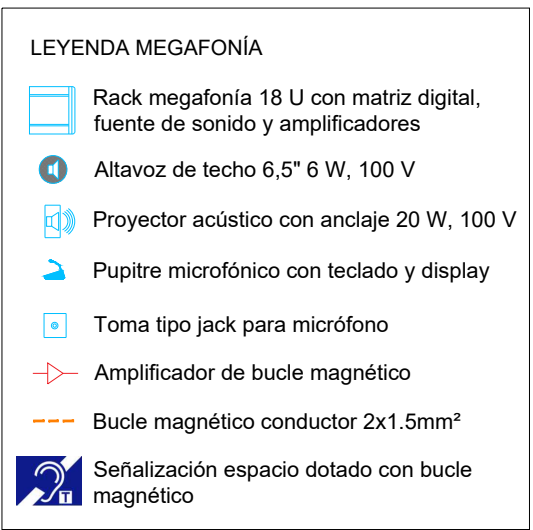 LEYENDA MEGAFONÍA
Rack megafonía 18 U con matriz digital,
fuente de sonido y amplificadores
Altavoz de techo 6,5" 6 W, 100 V
Proyector acústico con anclaje 20 W, 100 V
Pupitre microfónico con teclado y display
Toma tipo jack para micrófono
Amplificador de bucle magnético
Bucle magnético conductor 2x1.5mm²
Señalización espacio dotado con bucle
magnético
T